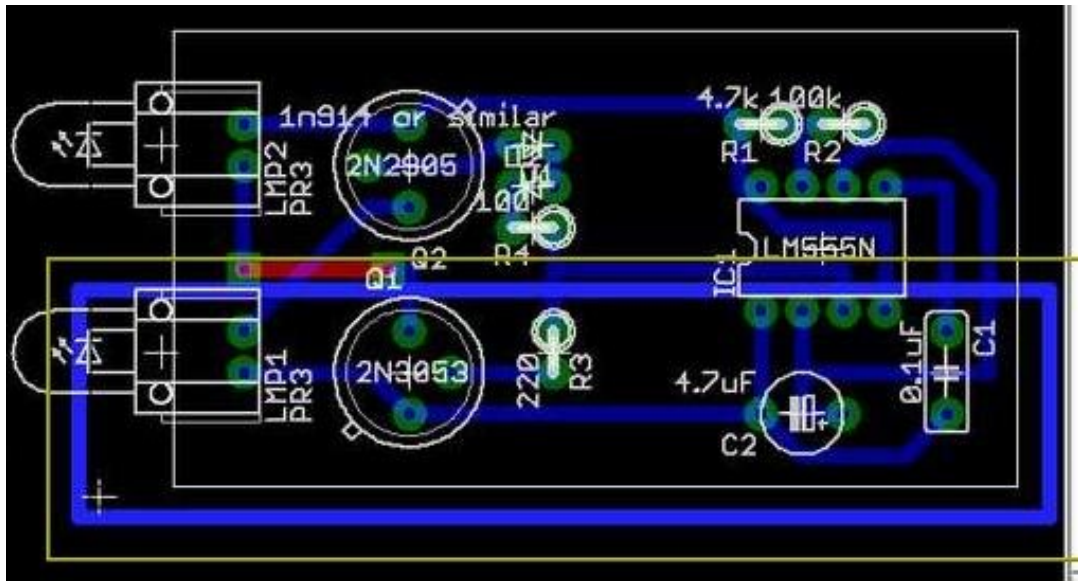 4.7k 100k
1n914 or similar
R1 R2
2N2905
LMP2
PR3
100
R4
LM555N
IC1
Q2
Q1
2N3053
LMP1
PR3
220
R3
4.7uF
C2
0.1uF
C1